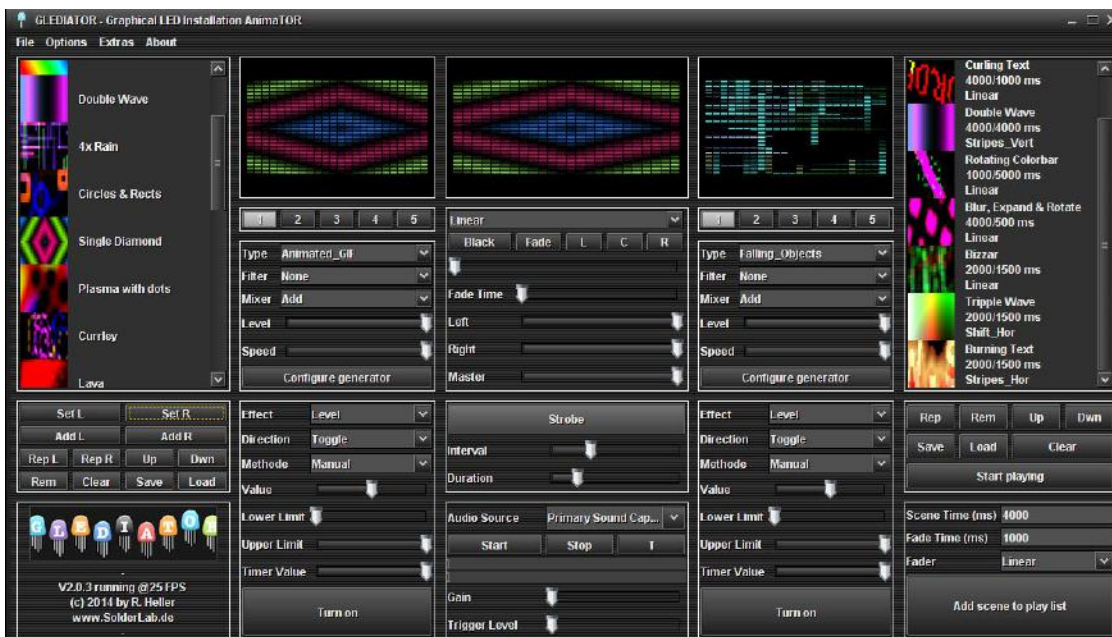 GLEDIATOR - Graphical LED Installation AnimaTOR
File Options Extras About
Double Wave
4x Rain
Circles & Rects
Single Diamond
Plasma with dots
Currley
Lava
Set L Set R
Add L Add R
Rep L Rep R Up Dwn
Rem Clear Save Load
GLEDIATOR
V2.0.3 running @25 FPS
(c) 2014 by R. Heller
www.SolderLab.de
1 2 3 4 5
Type Animated_GIF
Filter None
Mixer Add
Level
Speed
Configure generator
Effect Level
Direction Toggle
Methode Manual
Value
Lower Limit
Upper Limit
Timer Value
Turn on
Linear
Black Fade L C R
Fade Time
Left
Right
Master
Strobe
Interval
Duration
Audio Source Primary Sound Cap...
Start Stop T
Gain
Trigger Level
1 2 3 4 5
Type Falling_Objects
Filter None
Mixer Add
Level
Speed
Configure generator
Effect Level
Direction Toggle
Methode Manual
Value
Lower Limit
Upper Limit
Timer Value
Turn on
Curling Text
4000/1000 ms
Linear
Double Wave
4000/4000 ms
Stripes_Vert
Rotating Colorbar
1000/5000 ms
Linear
Blur, Expand & Rotate
4000/500 ms
Linear
Bizzar
2000/1500 ms
Linear
Tripple Wave
2000/1500 ms
Shift_Hor
Burning Text
2000/1500 ms
Stripes_Hor
Rep Rem Up Dwn
Save Load Clear
Start playing
Scene Time (ms) 4000
Fade Time (ms) 1000
Fader Linear
Add scene to play list